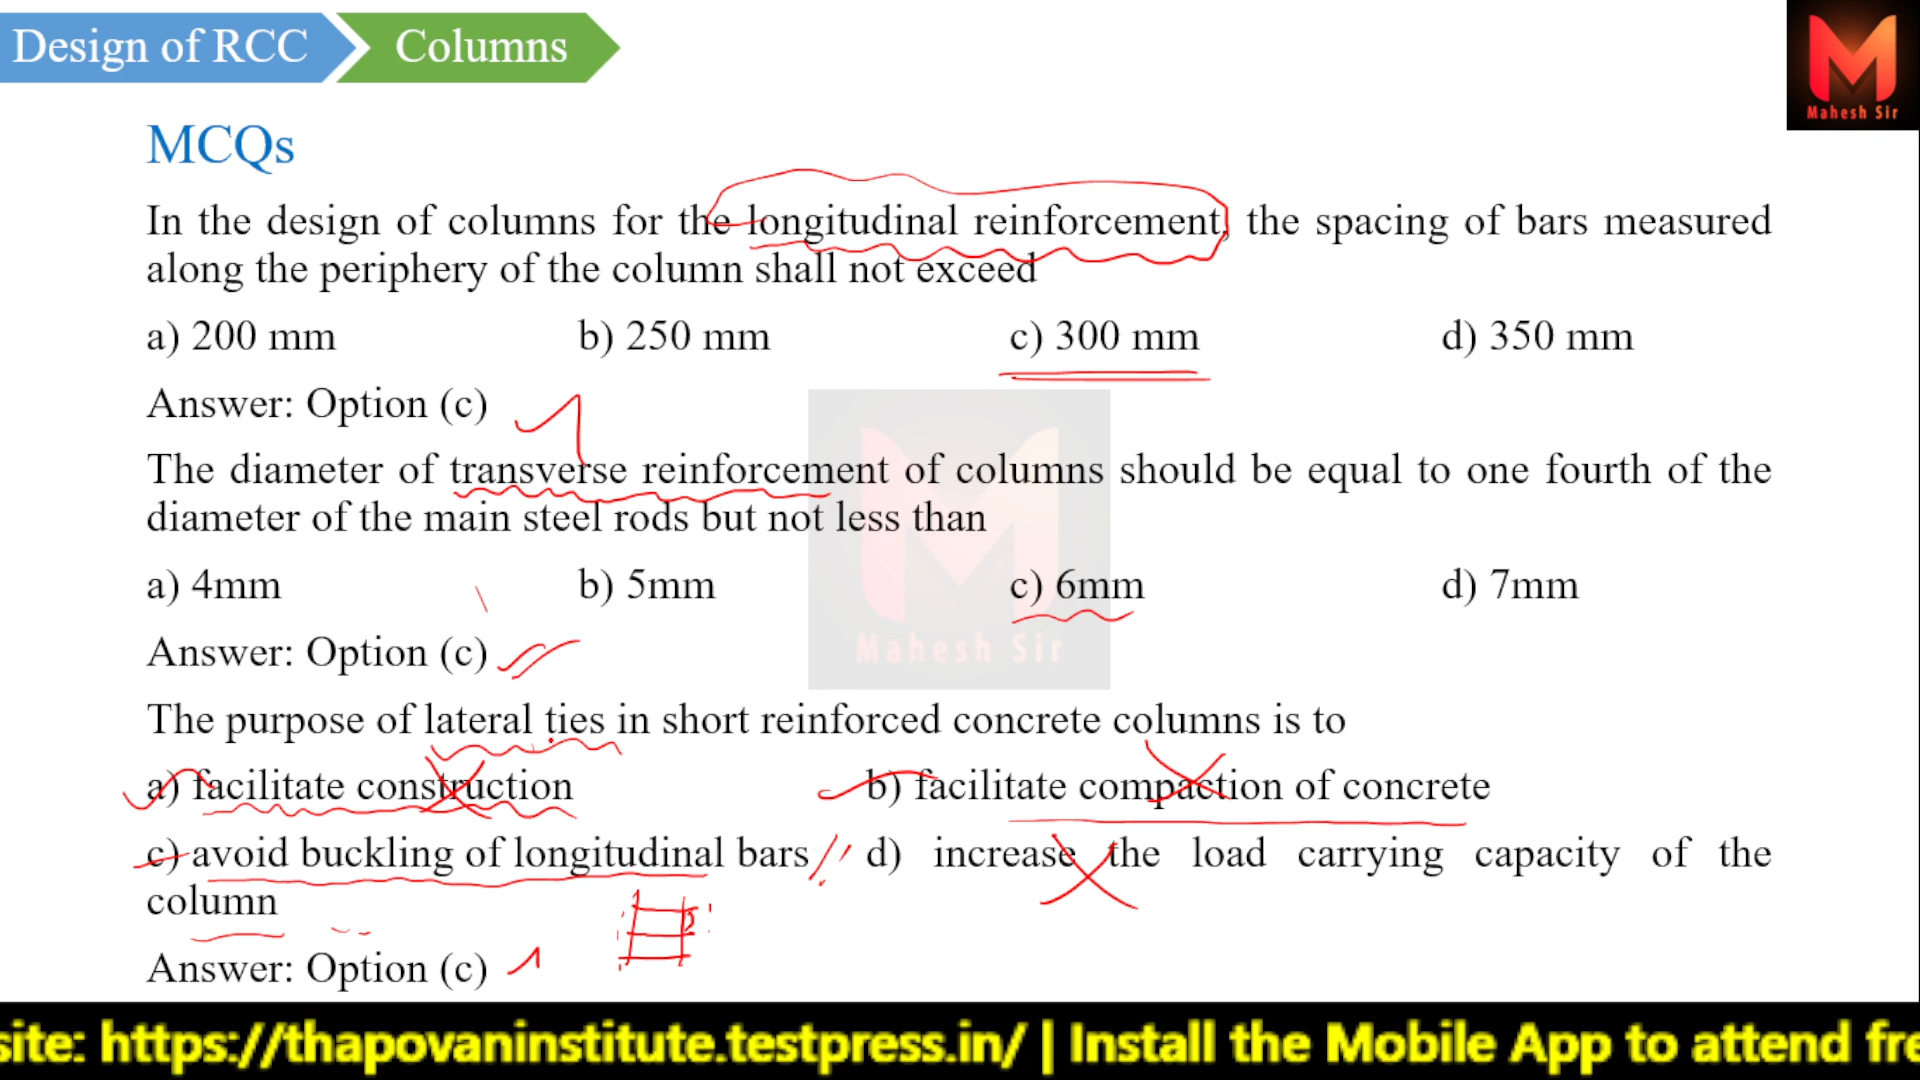 Design of RCC
Columns
Mahesh Sir
MCQs
In the design of columns for the longitudinal reinforcement, the spacing of bars measured
along the periphery of the column shall not exceed
a) 200 mm b) 250 mm c) 300 mm d) 350 mm
Answer: Option (c)
The diameter of transverse reinforcement of columns should be equal to one fourth of the
diameter of the main steel rods but not less than
a) 4mm b) 5mm c) 6mm d) 7mm
Mahesh Sir
Answer: Option (c)
The purpose of lateral ties in short reinforced concrete columns is to
a) facilitate construction b) facilitate compaction of concrete
c) avoid buckling of longitudinal bars d) increase the load carrying capacity of the
column
Answer: Option (c)
site: https://thapovaninstitute.testpress.in/ | Install the Mobile App to attend fre